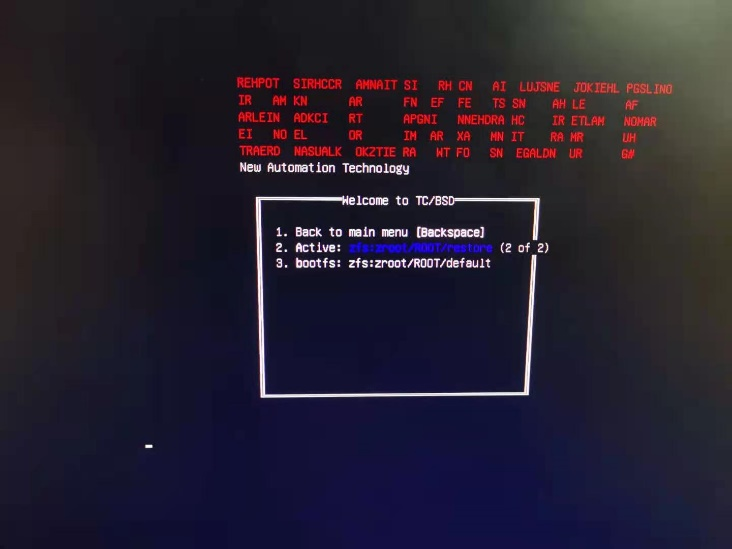 REHPOT SIRHCCR AMNAIT SI RH CN AI LUJSNE JOKIEHL PGSLINO
IR AM KN AR FN EF FE TS SN AH LE AF
ARLEIN ADKCI RT APGNI NNEHDRA HC IR ETLAM NOMAR
EI NO EL OR IM AR XA MN IT RA HR UH
TRAERD NASUALK OKZTIE RA WT FO SN EGALDN UR G#
New Automation Technology
Welcome to TC/BSD
1. Back to main menu [Backspace]
2. Active: zfs:zroot/ROOT/restore (2 of 2)
3. bootfs: zfs:zroot/ROOT/default